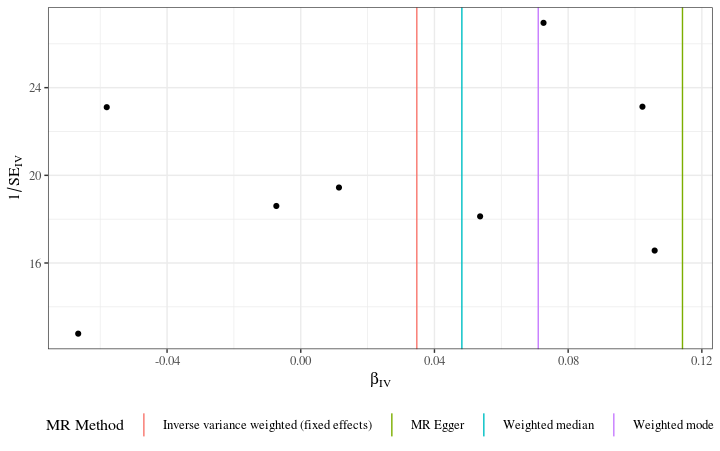 24
20
16
1/SE_IV
-0.04 0.00 0.04 0.08 0.12
β_IV
MR Method Inverse variance weighted (fixed effects) MR Egger Weighted median Weighted mode